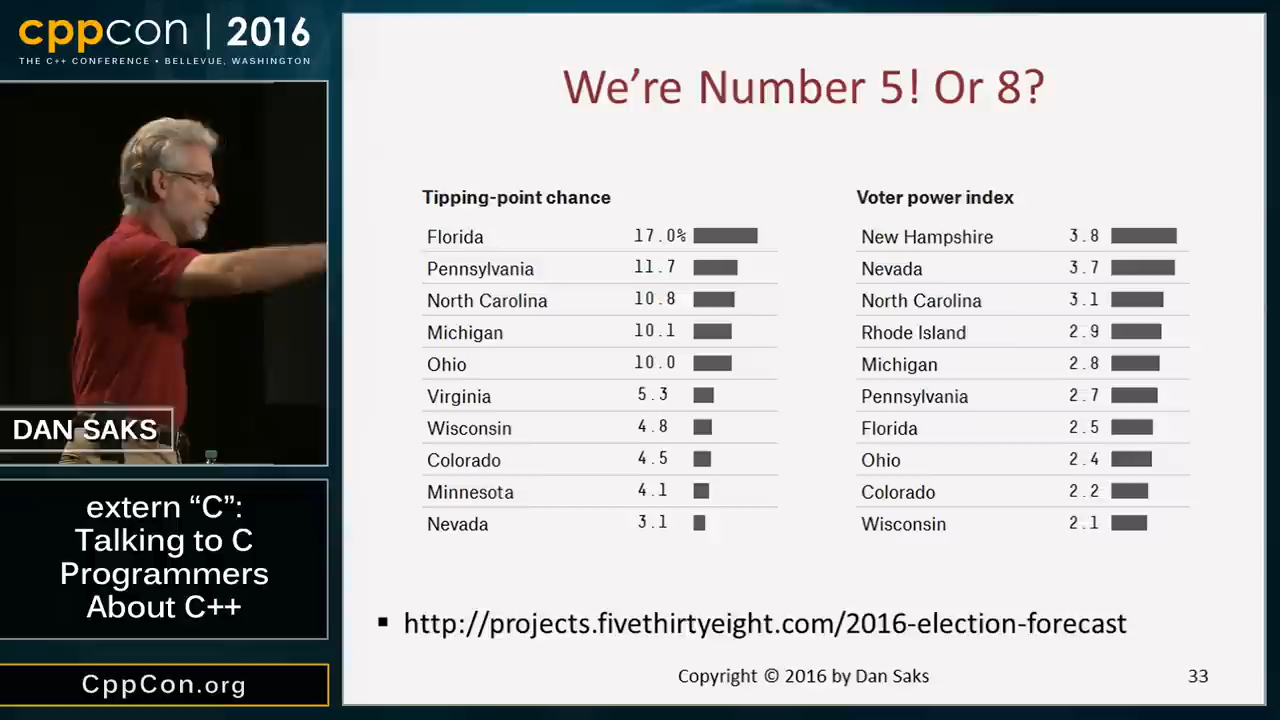 cppcon | 2016
THE C++ CONFERENCE • BELLEVUE, WASHINGTON
DAN SAKS
extern “C”:
Talking to C
Programmers
About C++
CppCon.org
We’re Number 5! Or 8?
Tipping-point chance
Florida 17.0%
Pennsylvania 11.7
North Carolina 10.8
Michigan 10.1
Ohio 10.0
Virginia 5.3
Wisconsin 4.8
Colorado 4.5
Minnesota 4.1
Nevada 3.1
Voter power index
New Hampshire 3.8
Nevada 3.7
North Carolina 3.1
Rhode Island 2.9
Michigan 2.8
Pennsylvania 2.7
Florida 2.5
Ohio 2.4
Colorado 2.2
Wisconsin 2.1
▪ http://projects.fivethirtyeight.com/2016-election-forecast
Copyright © 2016 by Dan Saks
33